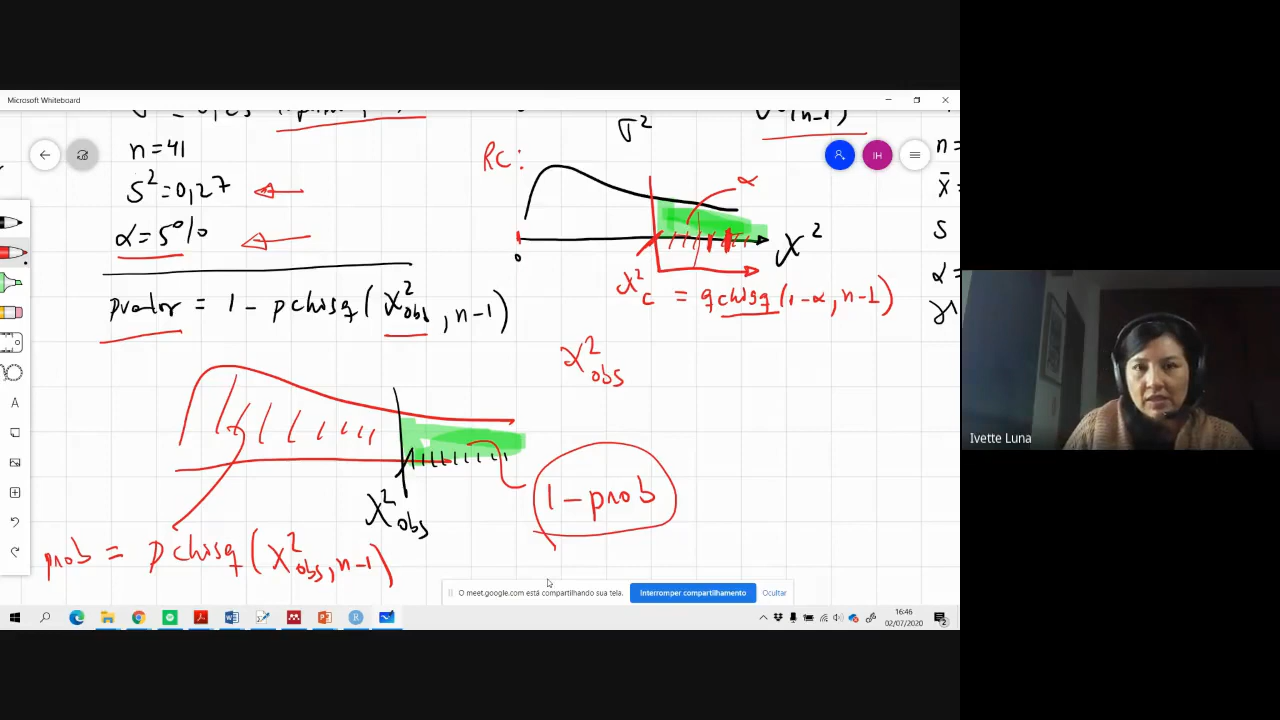 Microsoft Whiteboard
IH
n = 41
S² = 0,27
α = 5%
pvalor = 1 - pchisq(X²obs, n-1)
σ²
RC:
α
X²
0
X²c = qchisq(1-α, n-1)
X²obs
X²obs
1 - prob
prob = pchisq(X²obs, n-1)
n =
x̄ =
S
α =
Ivette Luna
O meet.google.com está compartilhando sua tela.
Interromper compartilhamento
Ocultar
16:46
02/07/2020
2